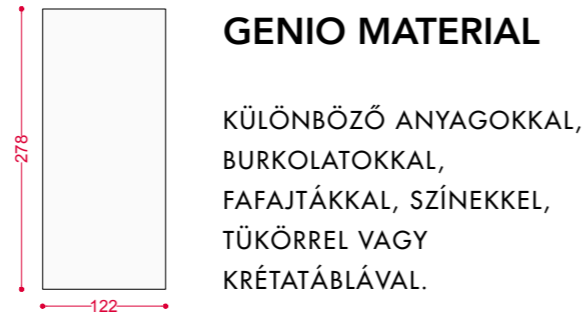 GENIO MATERIAL
KÜLÖNBÖZŐ ANYAGOKKAL,
BURKOLATOKKAL,
FAFAJTÁKKAL, SZÍNEKKEL,
TÜKÖRREL VAGY
KRÉTATÁBLÁVAL.
278
122